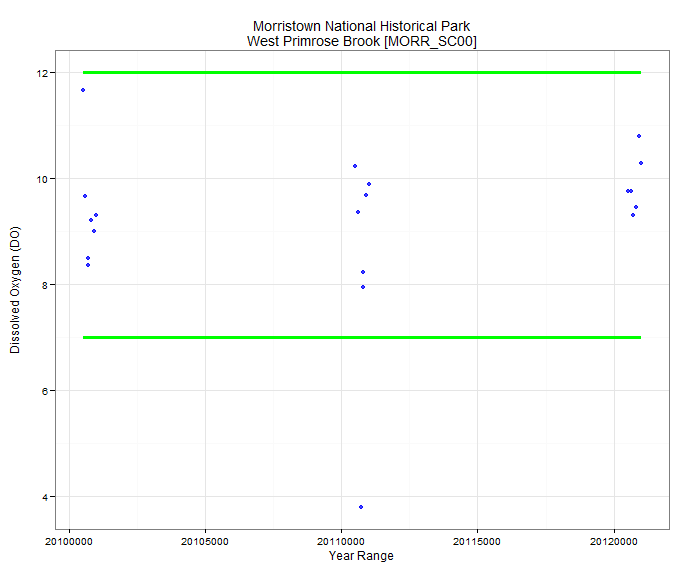 Morristown National Historical Park
West Primrose Brook [MORR_SC00]
Dissolved Oxygen (DO)
12
10
8
6
4
20100000 20105000 20110000 20115000 20120000
Year Range